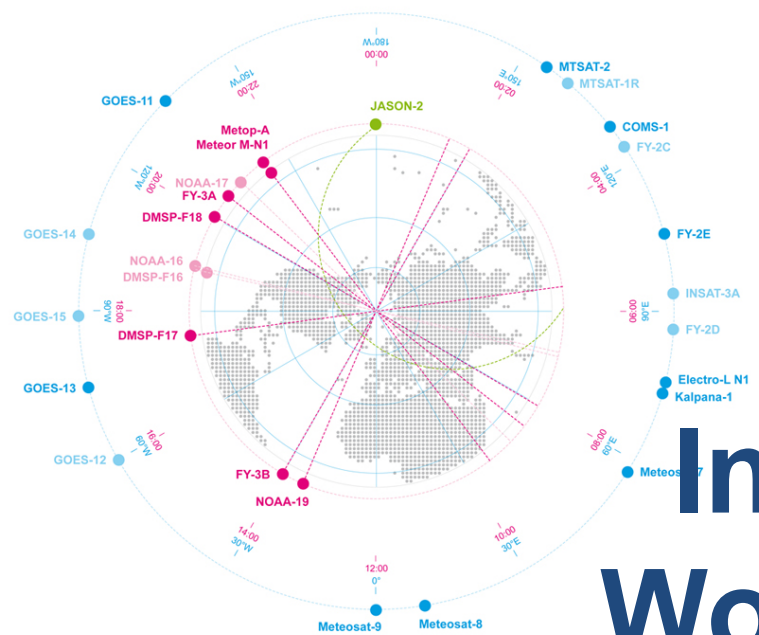 180°W
00:00
150°W
22:00
150°E
02:00
MTSAT-2
MTSAT-1R
GOES-11
JASON-2
Metop-A
Meteor M-N1
COMS-1
FY-2C
120°W
20:00
NOAA-17
FY-3A
DMSP-F18
120°E
04:00
GOES-14
FY-2E
NOAA-16
DMSP-F16
INSAT-3A
GOES-15
90°W
18:00
06:00
90°E
FY-2D
DMSP-F17
GOES-13
Electro-L N1
Kalpana-1
16:00
60°W
08:00
60°E
GOES-12
FY-3B
NOAA-19
14:00
30°W
10:00
30°E
12:00
0°
Meteosat-9
Meteosat-8
In
Wo